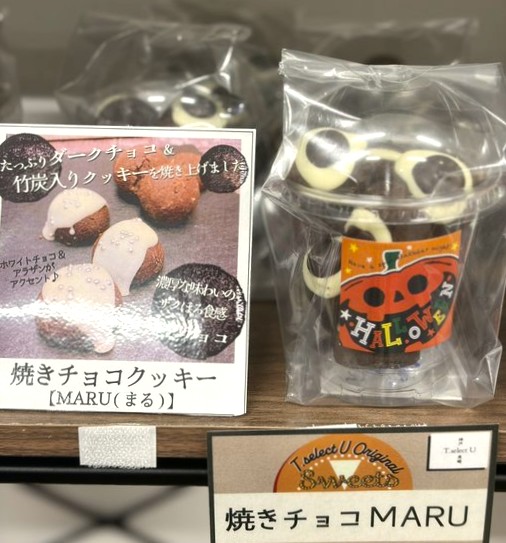 たっぷりダークチョコ&
竹炭入りクッキーを焼き上げました
ホワイトチョコ&
アラザンが
アクセント♪
濃厚な味わいの
ザクほろ食感
チョコ
焼きチョコクッキー
【MARU(まる)】
HALLOWEEN
T.select U Original
Sweets
T.select U
焼きチョコMARU